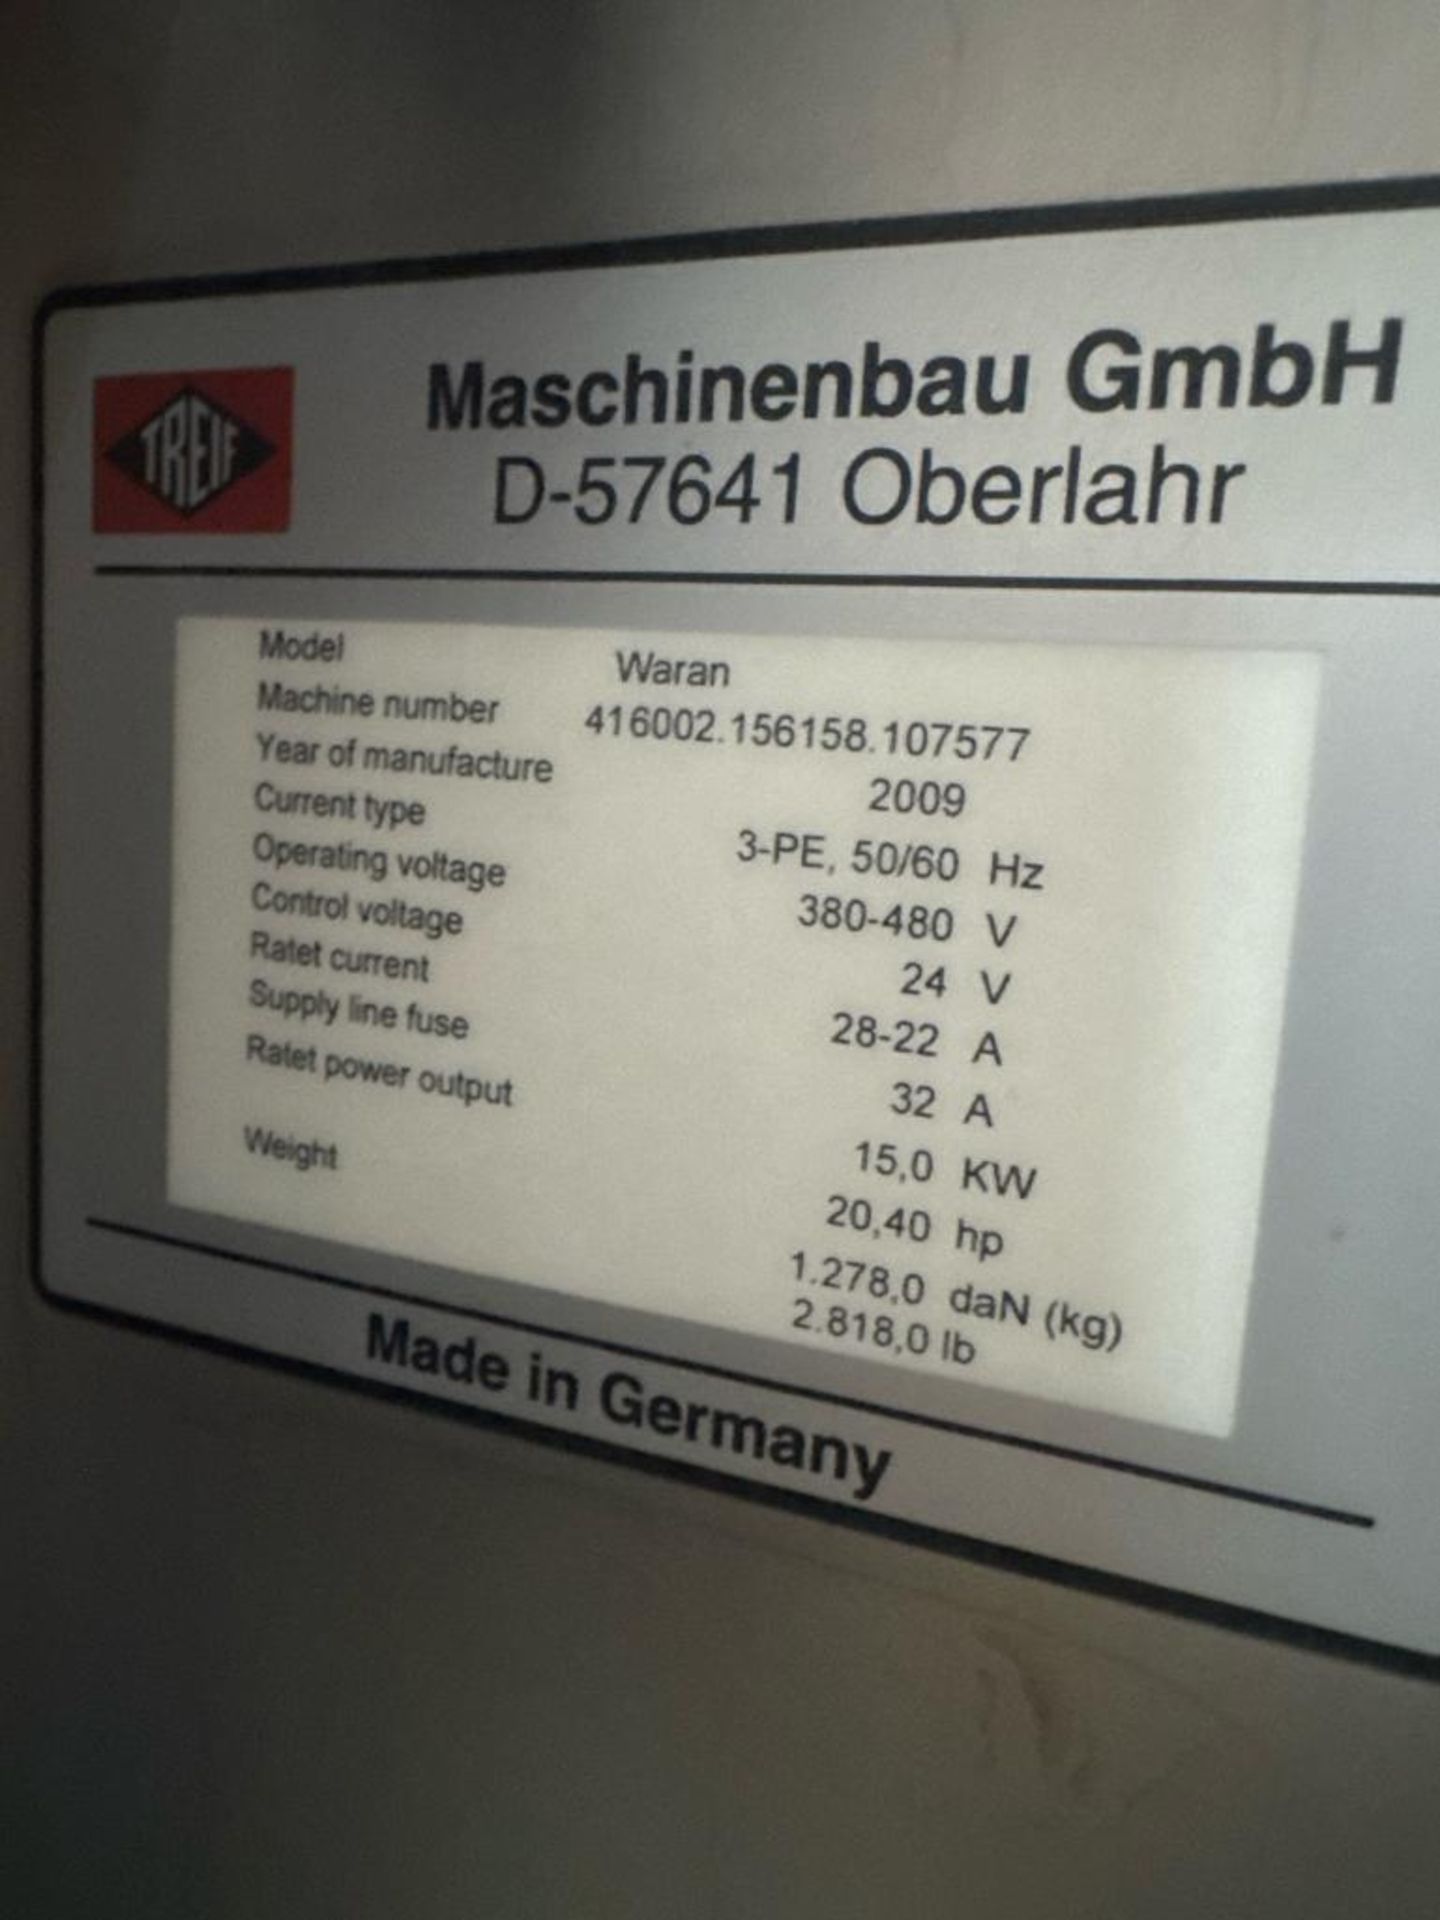 TREIF
Maschinenbau GmbH
D-57641 Oberlahr
Model Waran
Machine number 416002.156158.107577
Year of manufacture 2009
Current type 3-PE, 50/60 Hz
Operating voltage 380-480 V
Control voltage 24 V
Ratet current 28-22 A
Supply line fuse 32 A
Ratet power output 15,0 KW
20,40 hp
Weight 1.278,0 daN (kg)
2.818,0 lb
Made in Germany